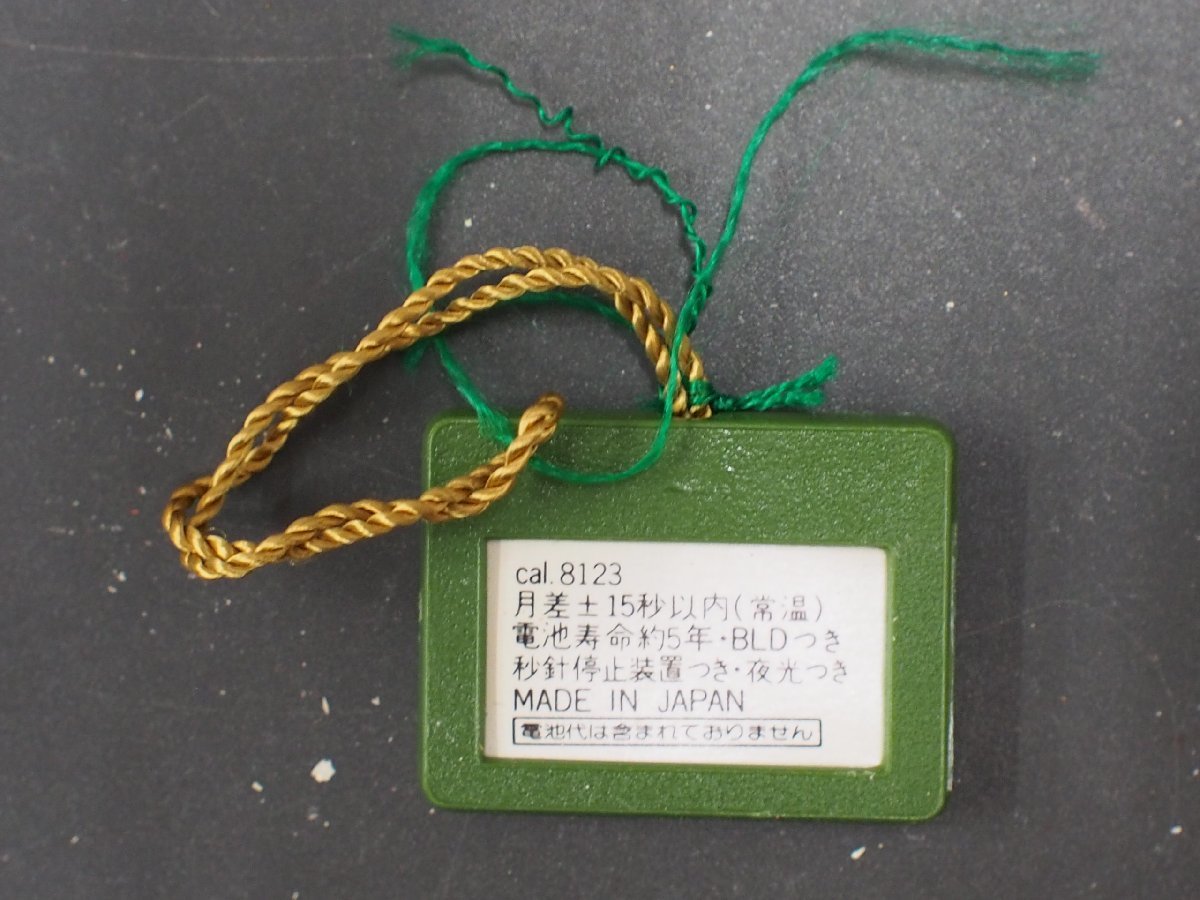 cal. 8123
月差±15秒以内(常温)
電池寿命約5年・BLDつき
秒針停止装置つき・夜光つき
MADE IN JAPAN
電池代は含まれておりません